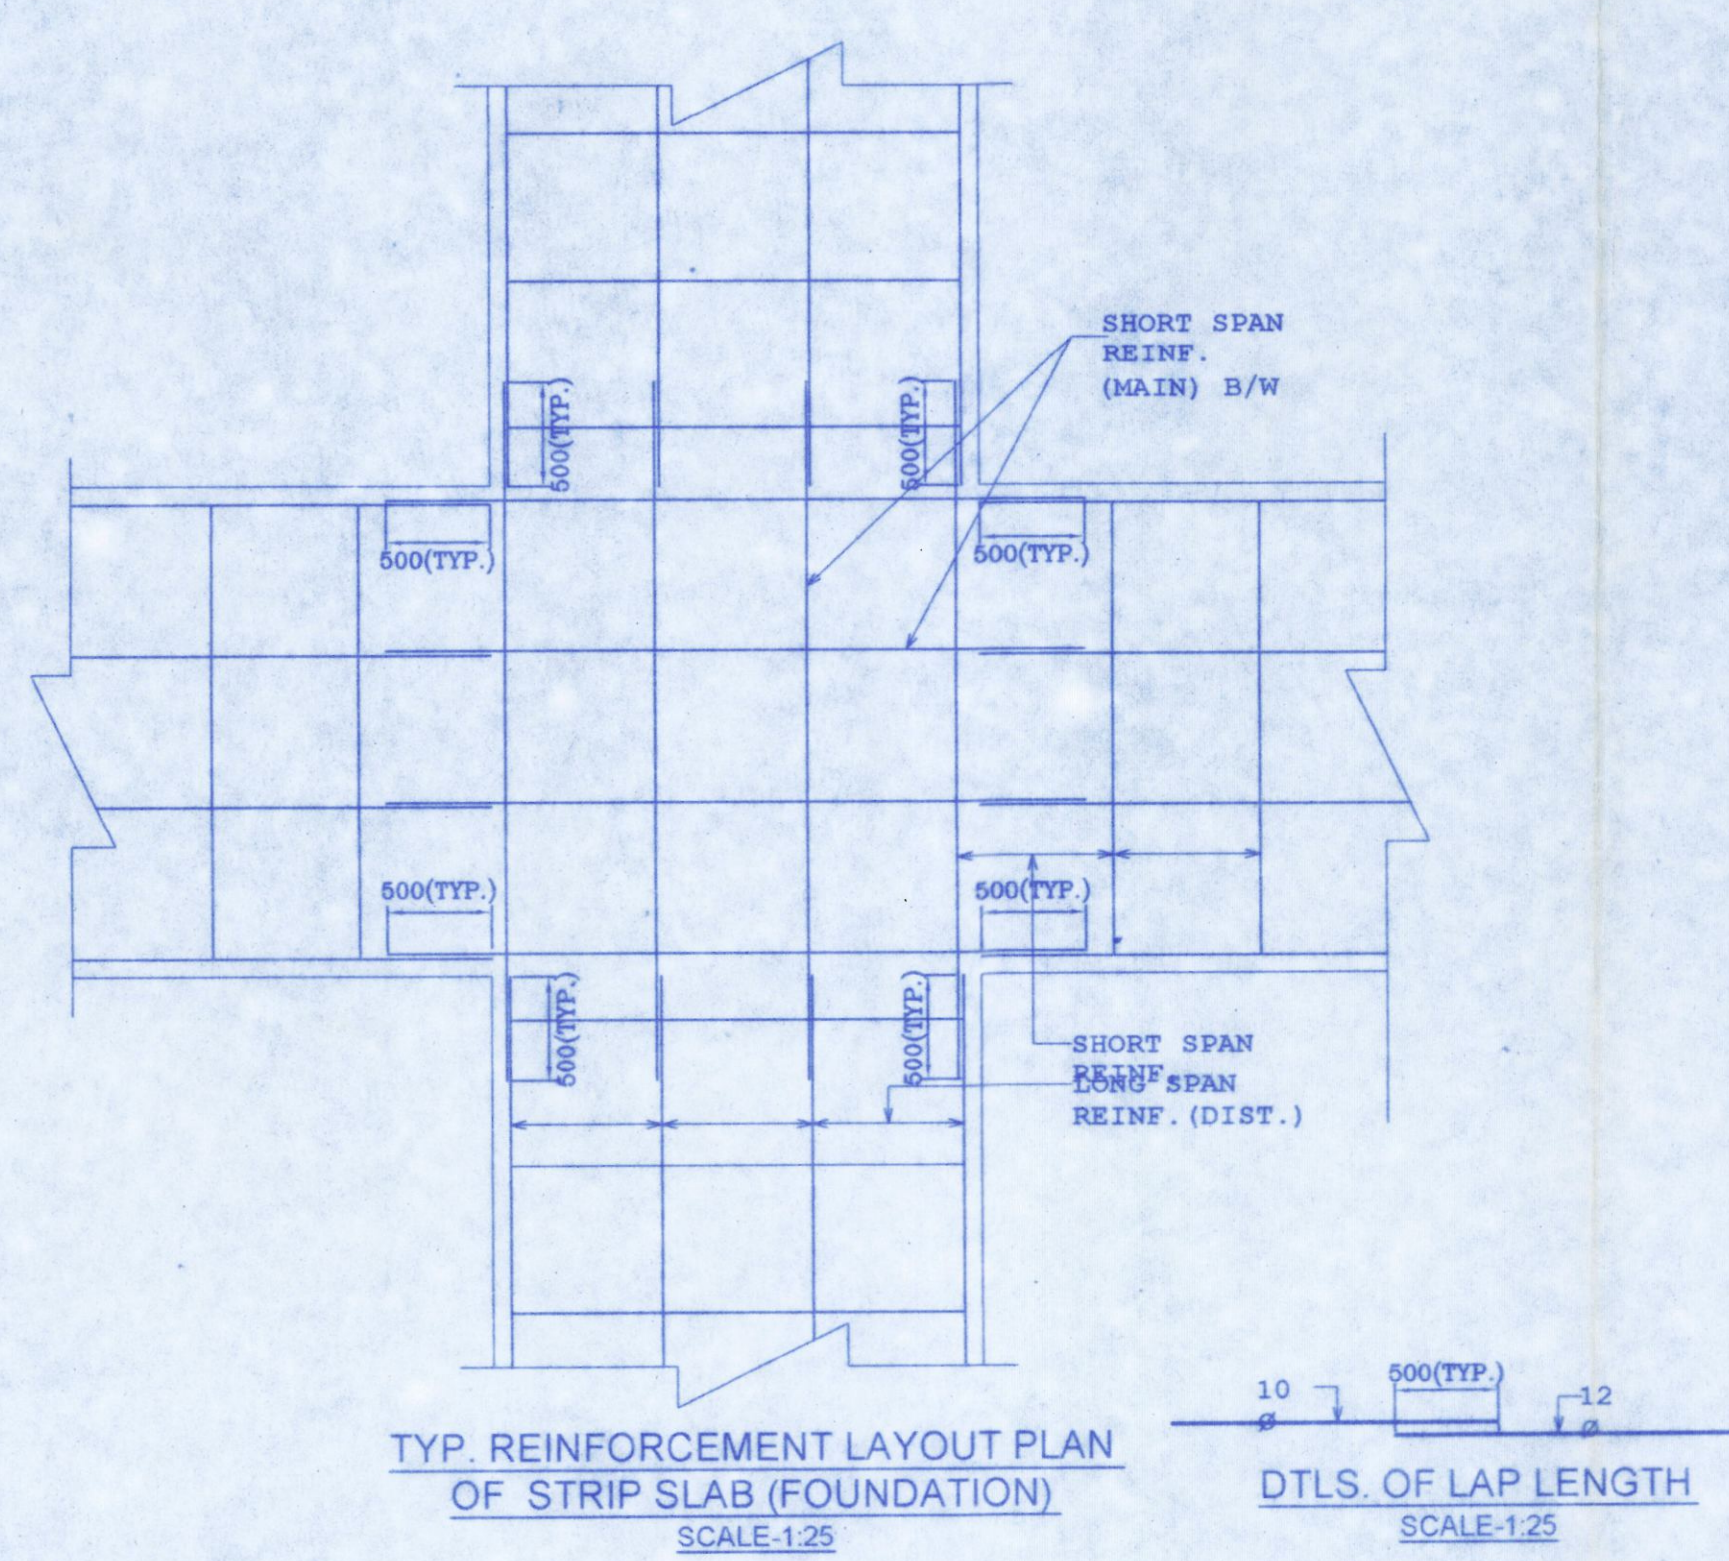 SHORT SPAN
REINF.
(MAIN) B/W
500(TYP.)
500(TYP.)
500(TYP.)
500(TYP.)
500(TYP.)
500(TYP.)
500(TYP.)
500(TYP.)
SHORT SPAN
REINF.
LONG SPAN
REINF.(DIST.)
500(TYP.)
10
Ø
12
Ø
TYP. REINFORCEMENT LAYOUT PLAN
OF STRIP SLAB (FOUNDATION)
SCALE-1:25
DTLS. OF LAP LENGTH
SCALE-1:25